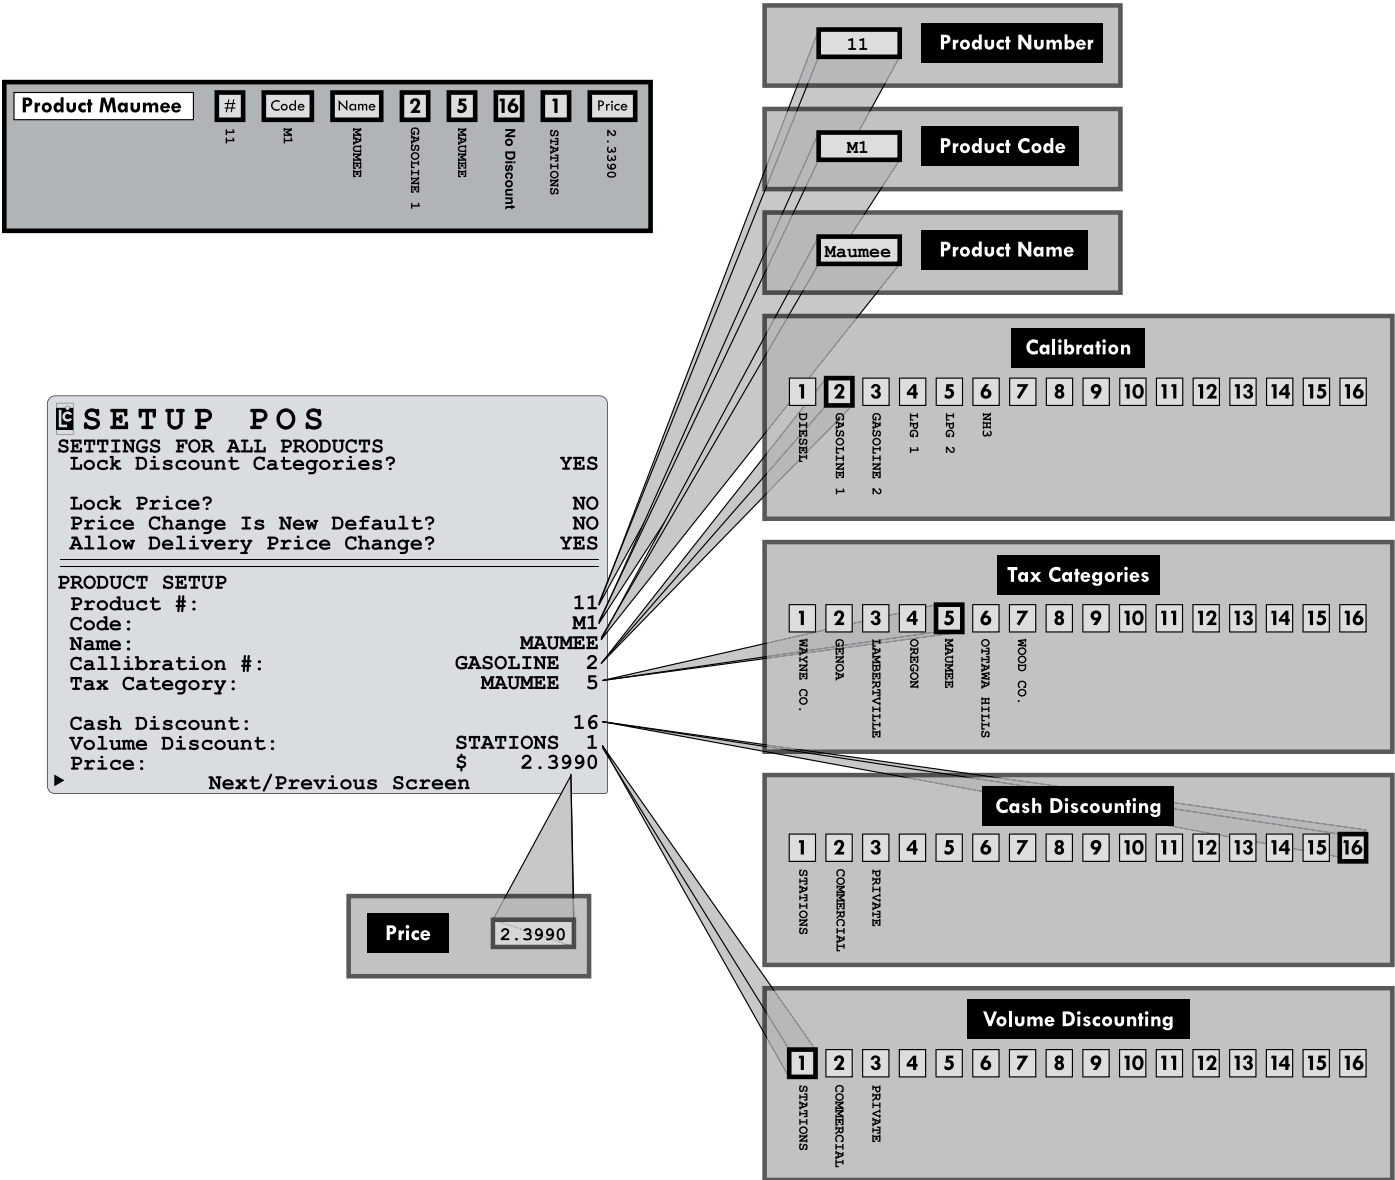 11 Product Number
Product Maumee # Code Name 2 5 16 1 Price
11
M1
MAUMEE
GASOLINE 1
MAUMEE
No Discount
STATIONS
2.3390
M1 Product Code
Maumee Product Name
Calibration
1 2 3 4 5 6 7 8 9 10 11 12 13 14 15 16
DIESEL
GASOLINE 1
GASOLINE 2
LPG 1
LPG 2
NH3
LC SETUP POS
SETTINGS FOR ALL PRODUCTS
Lock Discount Categories? YES
Lock Price? NO
Price Change Is New Default? NO
Allow Delivery Price Change? YES
PRODUCT SETUP
Product #: 11
Code: M1
Name: MAUMEE
Callibration #: GASOLINE 2
Tax Category: MAUMEE 5
Cash Discount: 16
Volume Discount: STATIONS 1
Price: $ 2.3990
Next/Previous Screen
Tax Categories
1 2 3 4 5 6 7 8 9 10 11 12 13 14 15 16
WAYNE CO.
GENOA
LAMBERTVILLE
OREGON
MAUMEE
OTTAWA HILLS
WOOD CO.
Cash Discounting
1 2 3 4 5 6 7 8 9 10 11 12 13 14 15 16
STATIONS
COMMERCIAL
PRIVATE
Price 2.3990
Volume Discounting
1 2 3 4 5 6 7 8 9 10 11 12 13 14 15 16
STATIONS
COMMERCIAL
PRIVATE